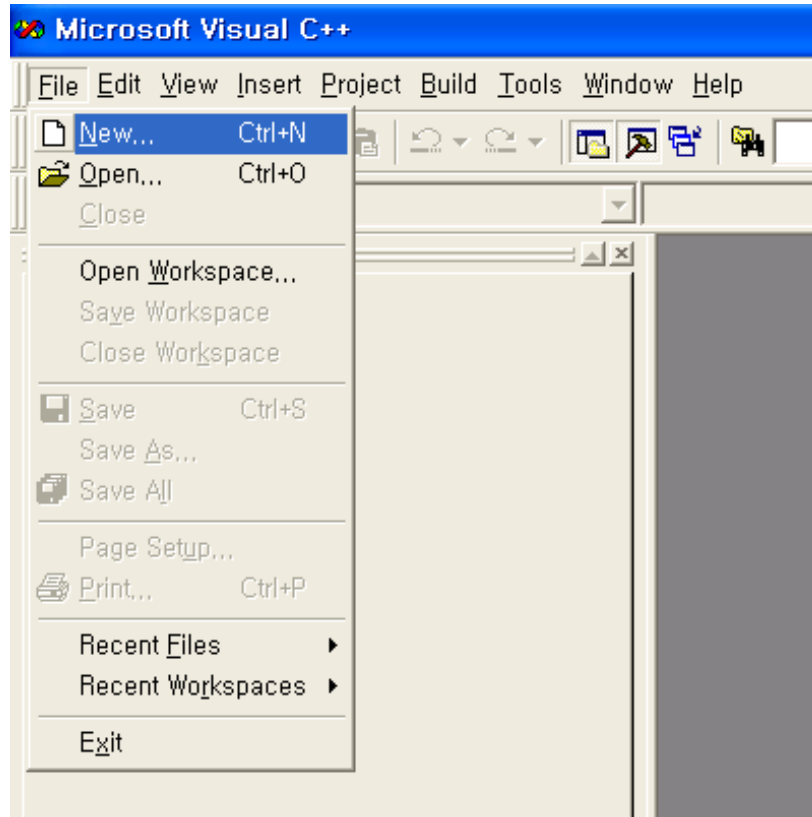 Microsoft Visual C++
File Edit View Insert Project Build Tools Window Help
New... Ctrl+N
Open... Ctrl+O
Close
Open Workspace...
Save Workspace
Close Workspace
Save Ctrl+S
Save As...
Save All
Page Setup...
Print... Ctrl+P
Recent Files
Recent Workspaces
Exit